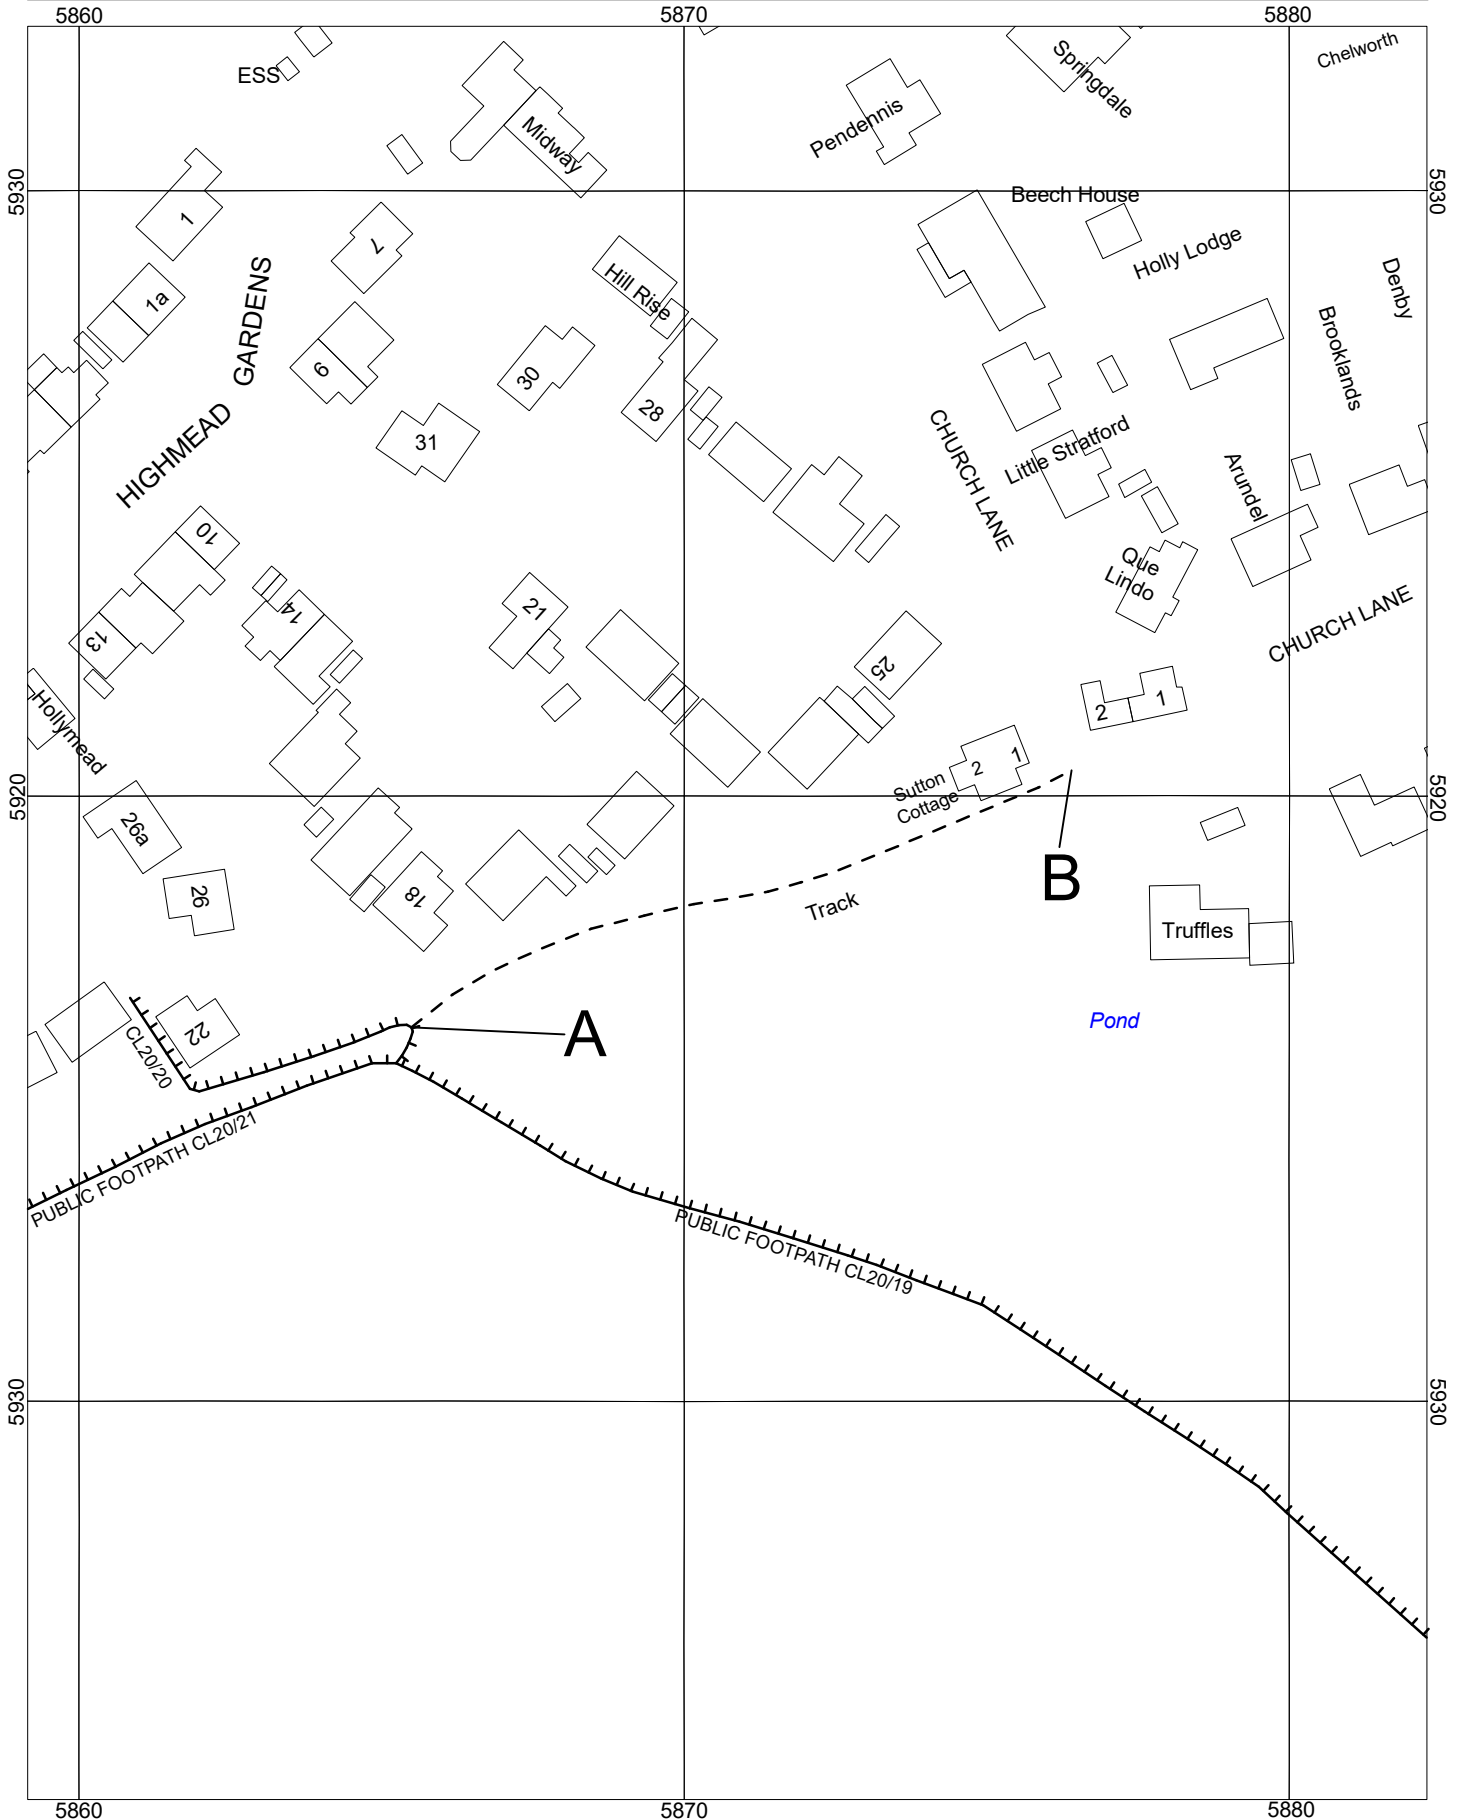 5860
5870
5880
ESS
Midway
Pendennis
Springdale
Chelworth
5930
5930
Beech House
1
7
Holly Lodge
Denby
GARDENS
Hill Rise
1a
Brooklands
6
30
28
HIGHMEAD
31
CHURCH LANE
Little Stratford
Arundel
10
Que
Lindo
14
21
13
CHURCH LANE
25
Hollymead
2
1
Sutton
Cottage
2
1
5920
5920
26a
B
26
18
Track
Truffles
22
A
Pond
CL20/20
PUBLIC FOOTPATH CL20/21
PUBLIC FOOTPATH CL20/19
5930
5930
5860
5870
5880